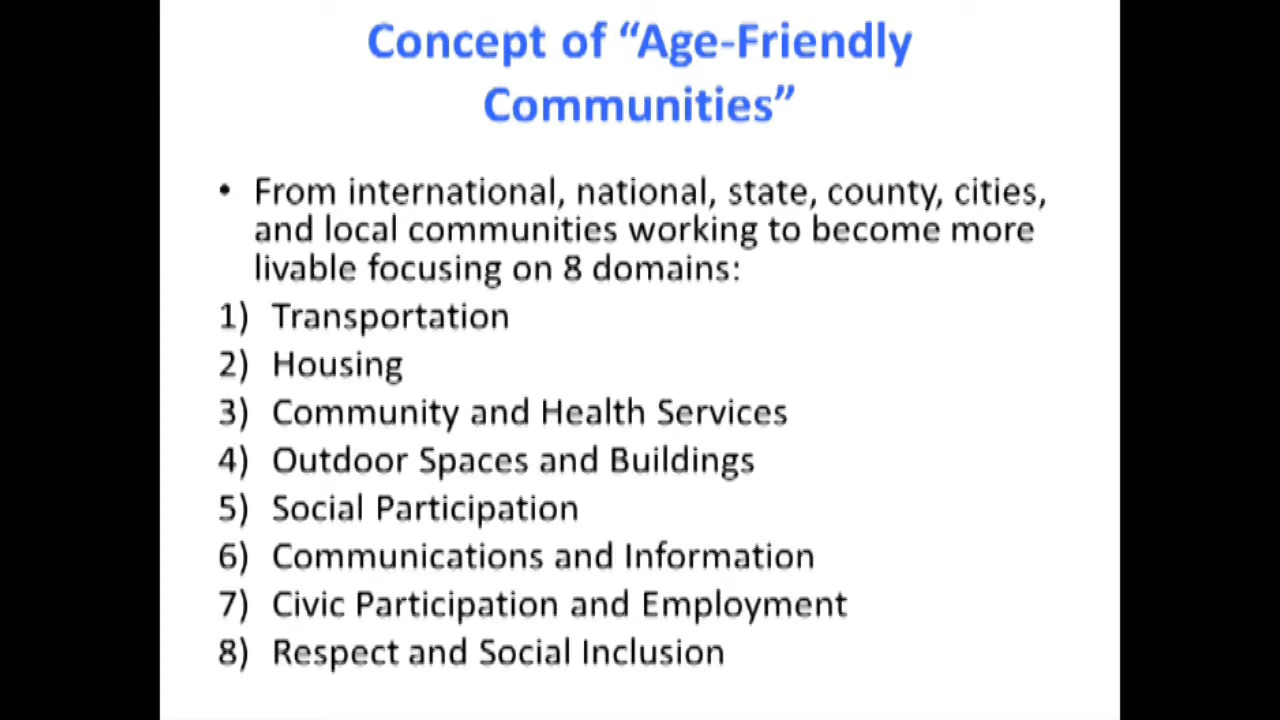 Concept of “Age-Friendly
Communities”
• From international, national, state, county, cities,
and local communities working to become more
livable focusing on 8 domains:
1) Transportation
2) Housing
3) Community and Health Services
4) Outdoor Spaces and Buildings
5) Social Participation
6) Communications and Information
7) Civic Participation and Employment
8) Respect and Social Inclusion